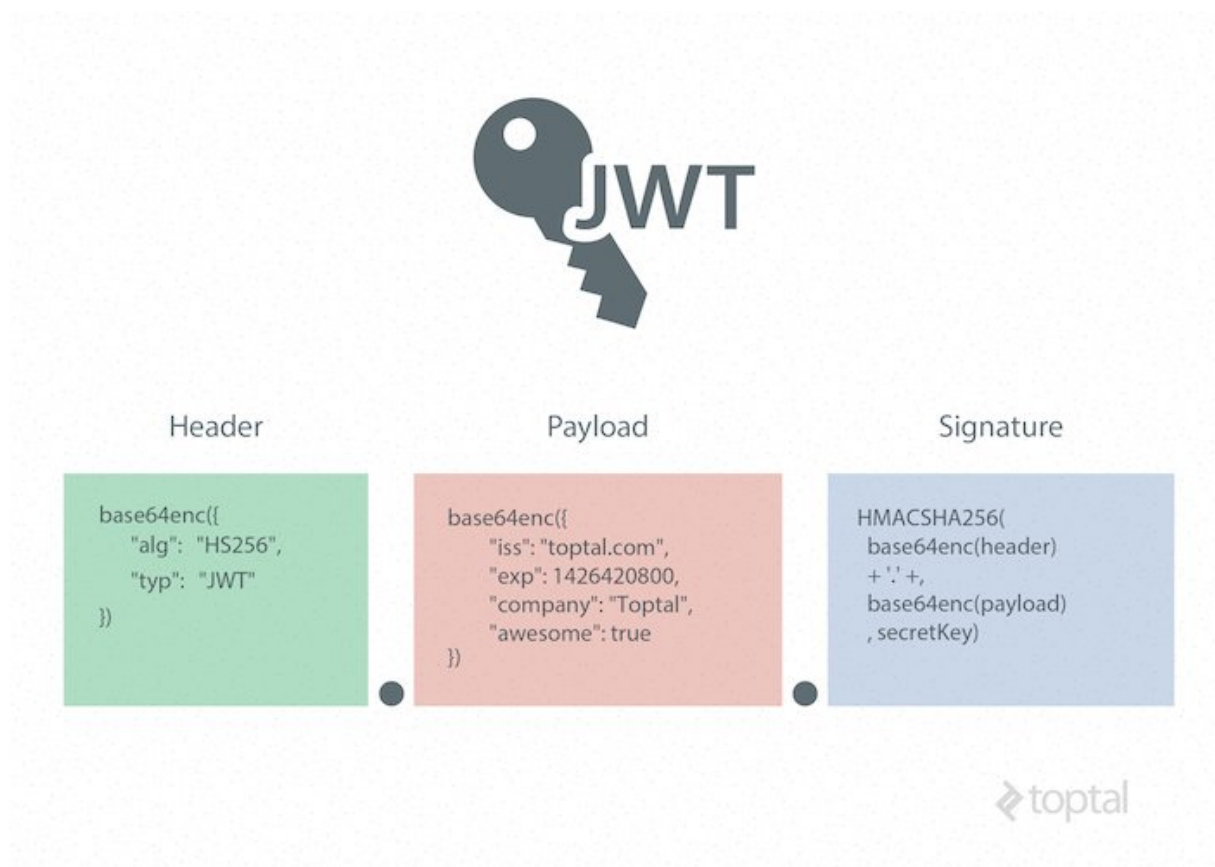 JWT
Header
Payload
Signature
base64enc({
"alg": "HS256",
"typ": "JWT"
})
base64enc({
"iss": "toptal.com",
"exp": 1426420800,
"company": "Toptal",
"awesome": true
})
HMACSHA256(
base64enc(header)
+ '.' +,
base64enc(payload)
, secretKey)
toptal